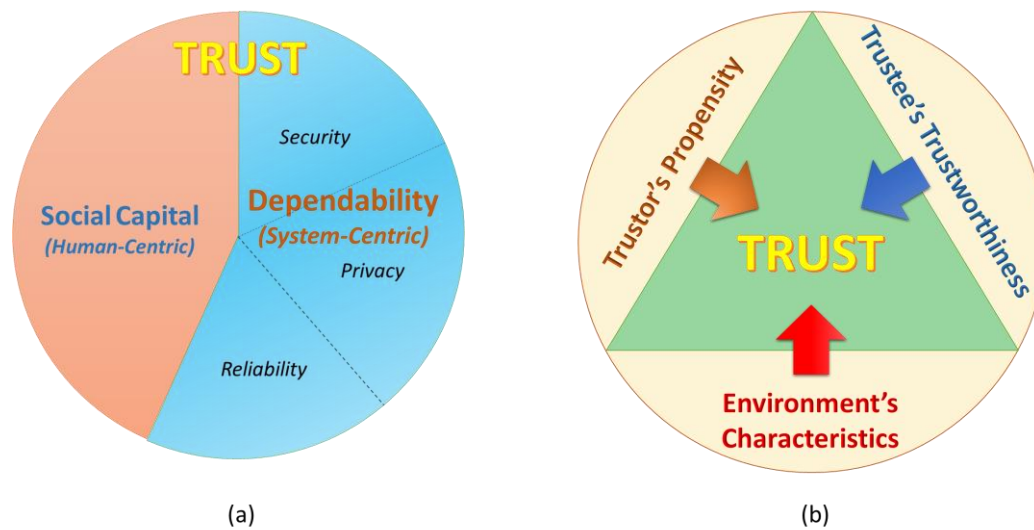 TRUST
Security
Social Capital
(Human-Centric)
Dependability
(System-Centric)
Privacy
Reliability
(a)
Trustor's Propensity
Trustee's Trustworthiness
TRUST
Environment's
Characteristics
(b)